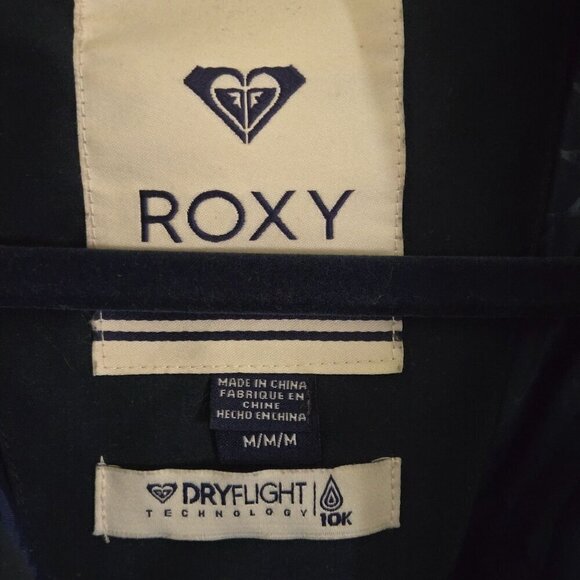 ROXY
MADE IN CHINA
FABRIQUE EN
CHINE
HECHO EN CHINA
M/M/M
DRYFLIGHT
TECHNOLOGY
10K